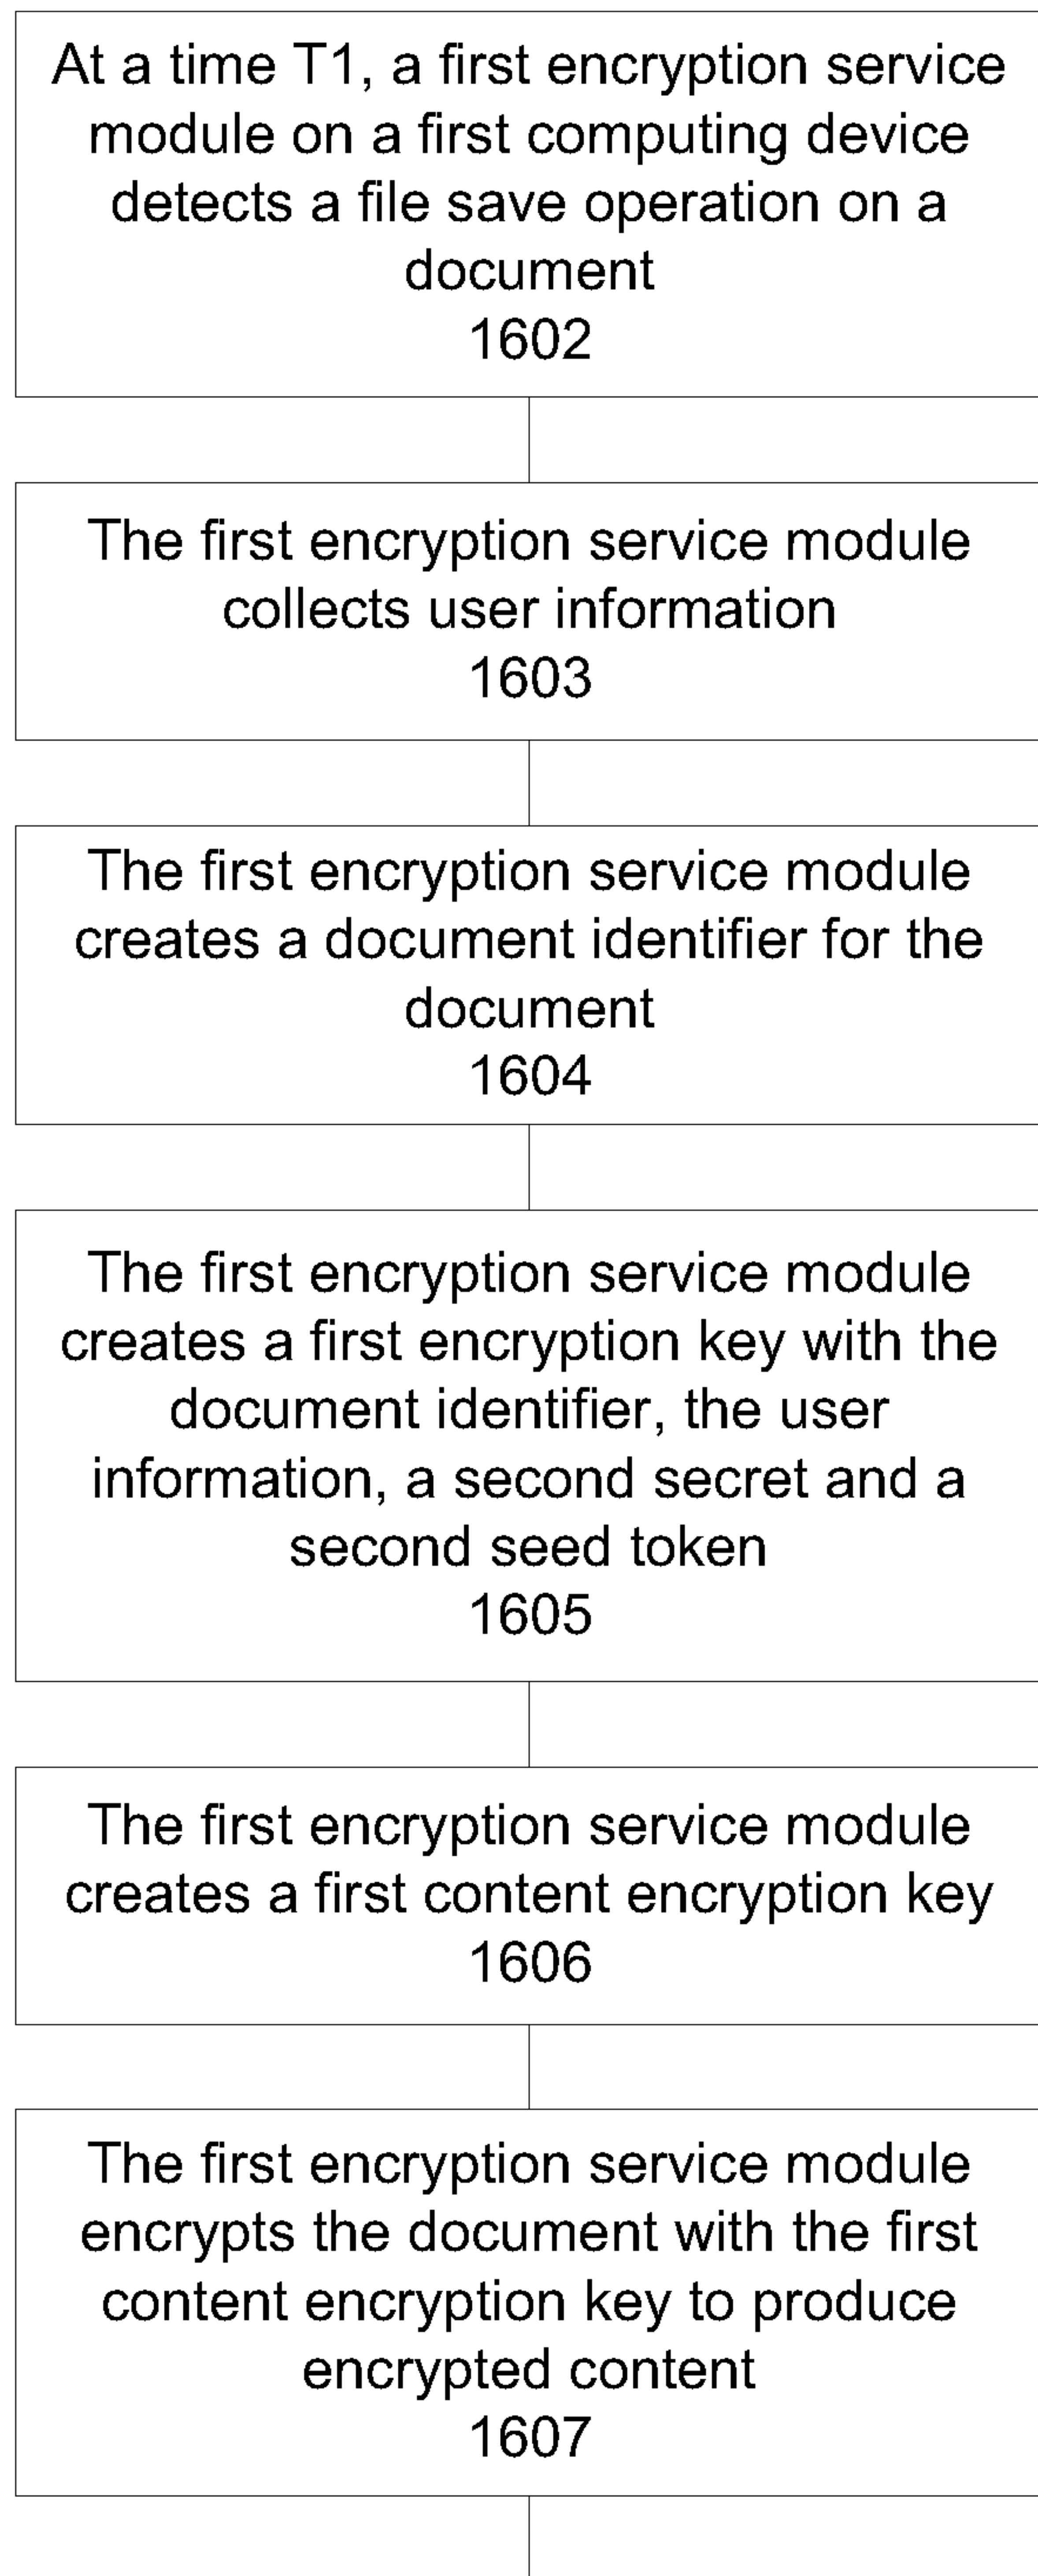 At a time T1, a first encryption service
module on a first computing device
detects a file save operation on a
document
1602
The first encryption service module
collects user information
1603
The first encryption service module
creates a document identifier for the
document
1604
The first encryption service module
creates a first encryption key with the
document identifier, the user
information, a second secret and a
second seed token
1605
The first encryption service module
creates a first content encryption key
1606
The first encryption service module
encrypts the document with the first
content encryption key to produce
encrypted content
1607